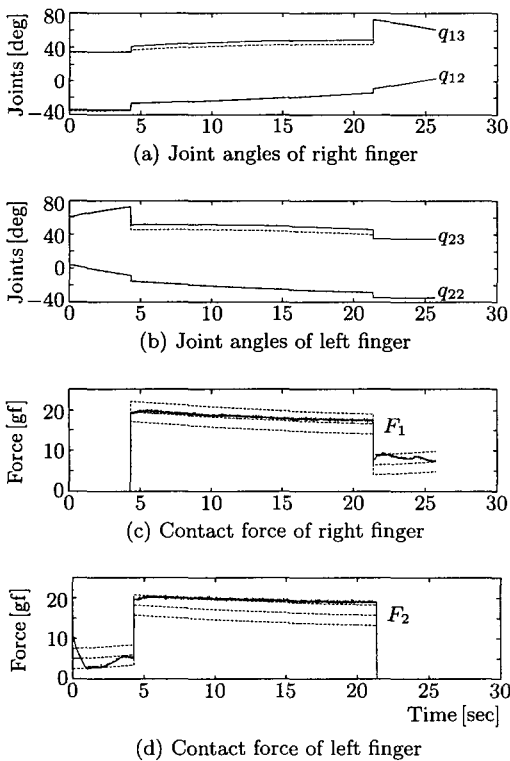 Joints [deg]
80
40
0
−40
q13
q12
0 5 10 15 20 25 30
(a) Joint angles of right finger
Joints [deg]
80
40
0
−40
q23
q22
0 5 10 15 20 25 30
(b) Joint angles of left finger
Force [gf]
20
10
0
F1
0 5 10 15 20 25 30
(c) Contact force of right finger
Force [gf]
20
10
0
F2
0 5 10 15 20 25 30
Time [sec]
(d) Contact force of left finger